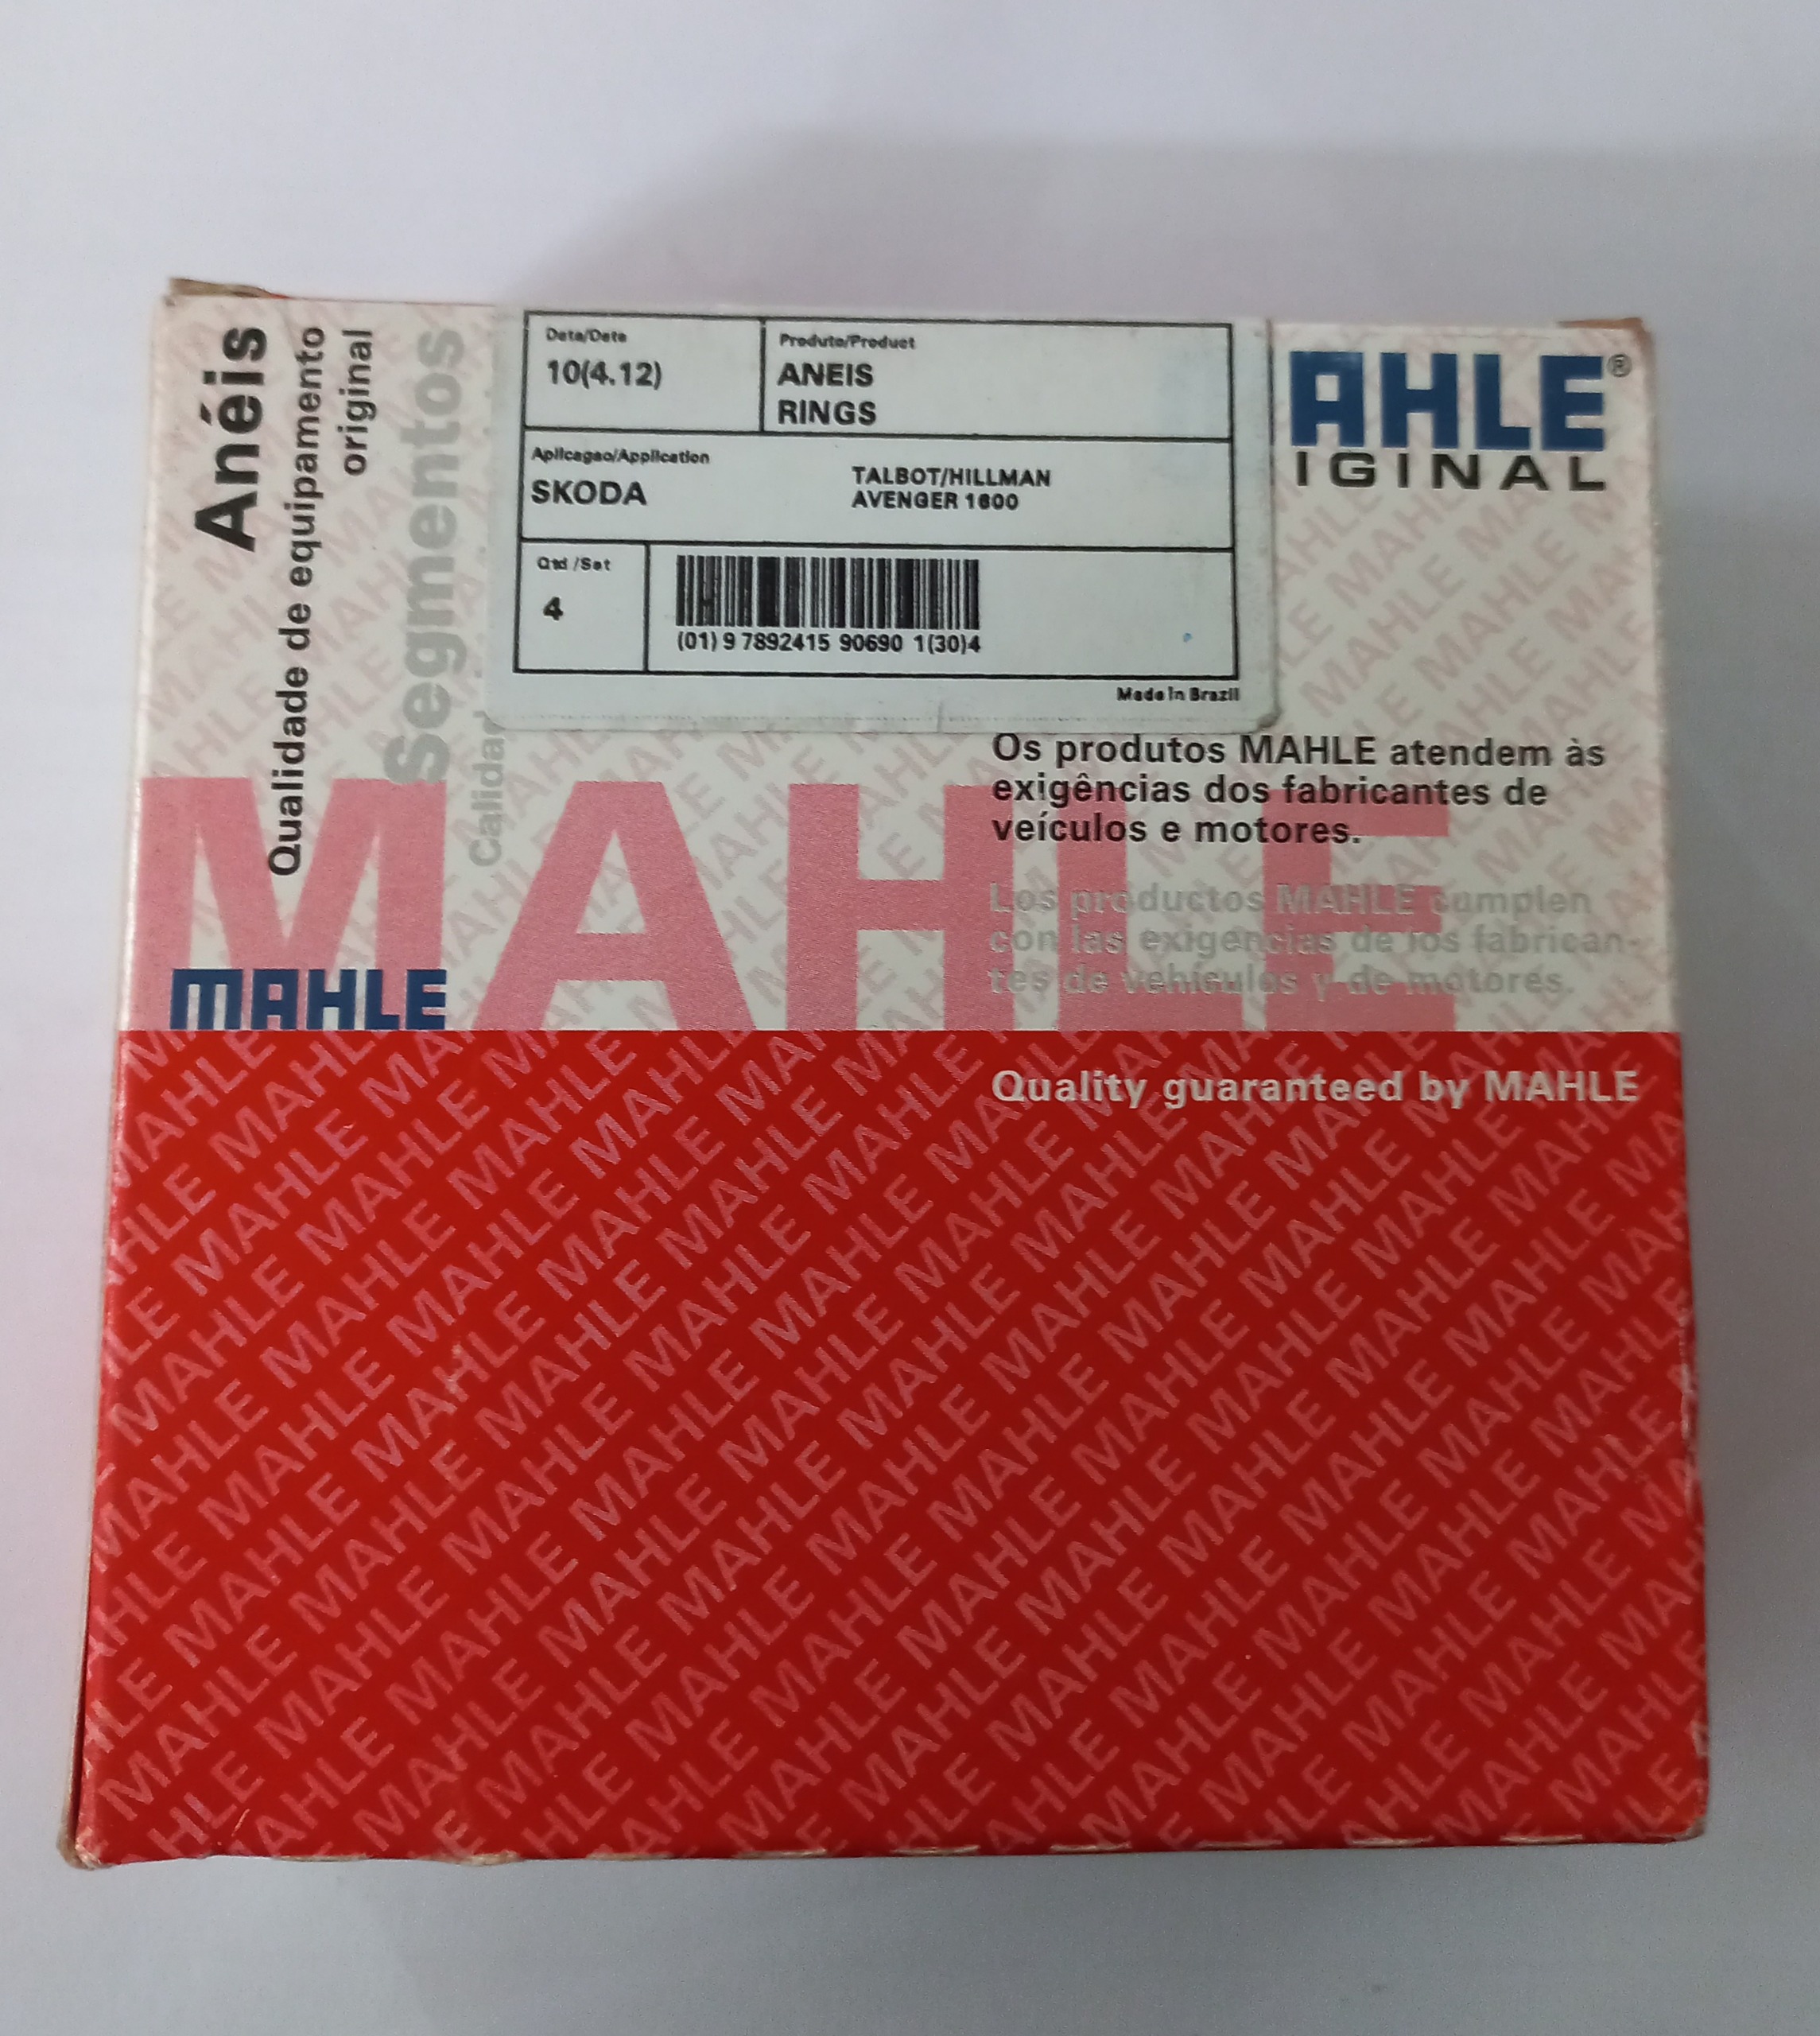 Anéis
Qualidade de equipamento
original
Segmentos
Calidad
Data/Date
10(4.12)
Produto/Product
ANEIS
RINGS
Aplicagao/Application
SKODA
TALBOT/HILLMAN
AVENGER 1600
Qtd /Set
4
(01) 9 7892415 90690 1(30)4
Made In Brazil
AHLE®
IGINAL
Os produtos MAHLE atendem às
exigências dos fabricantes de
veículos e motores.
Los productos MAHLE cumplen
con las exigencias de los fabrican-
tes de vehículos y de motores.
MAHLE
MAHLE
Quality guaranteed by MAHLE